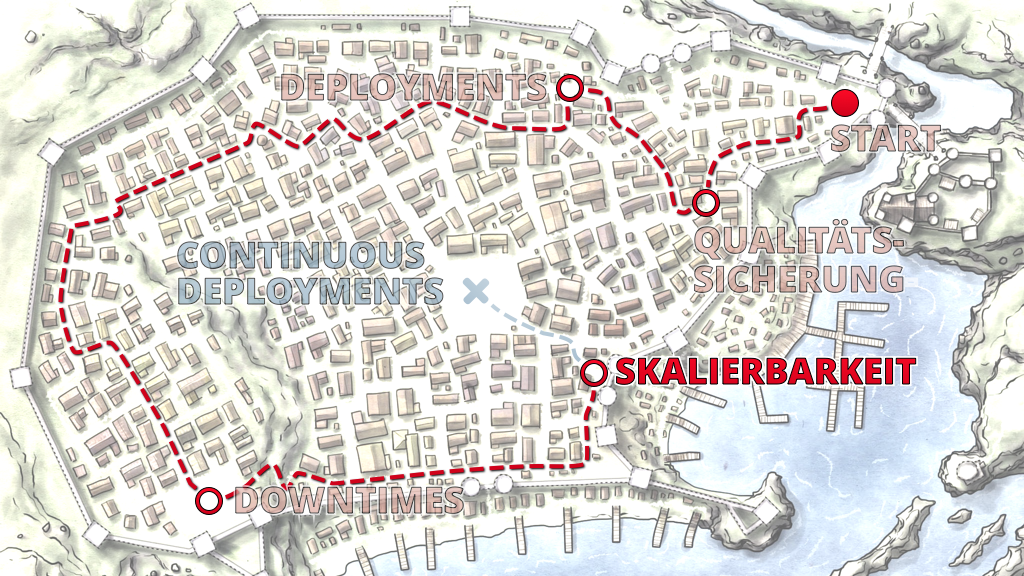 DEPLOYMENTS
START
QUALITÄTS-
SICHERUNG
CONTINUOUS
DEPLOYMENTS
SKALIERBARKEIT
DOWNTIMES